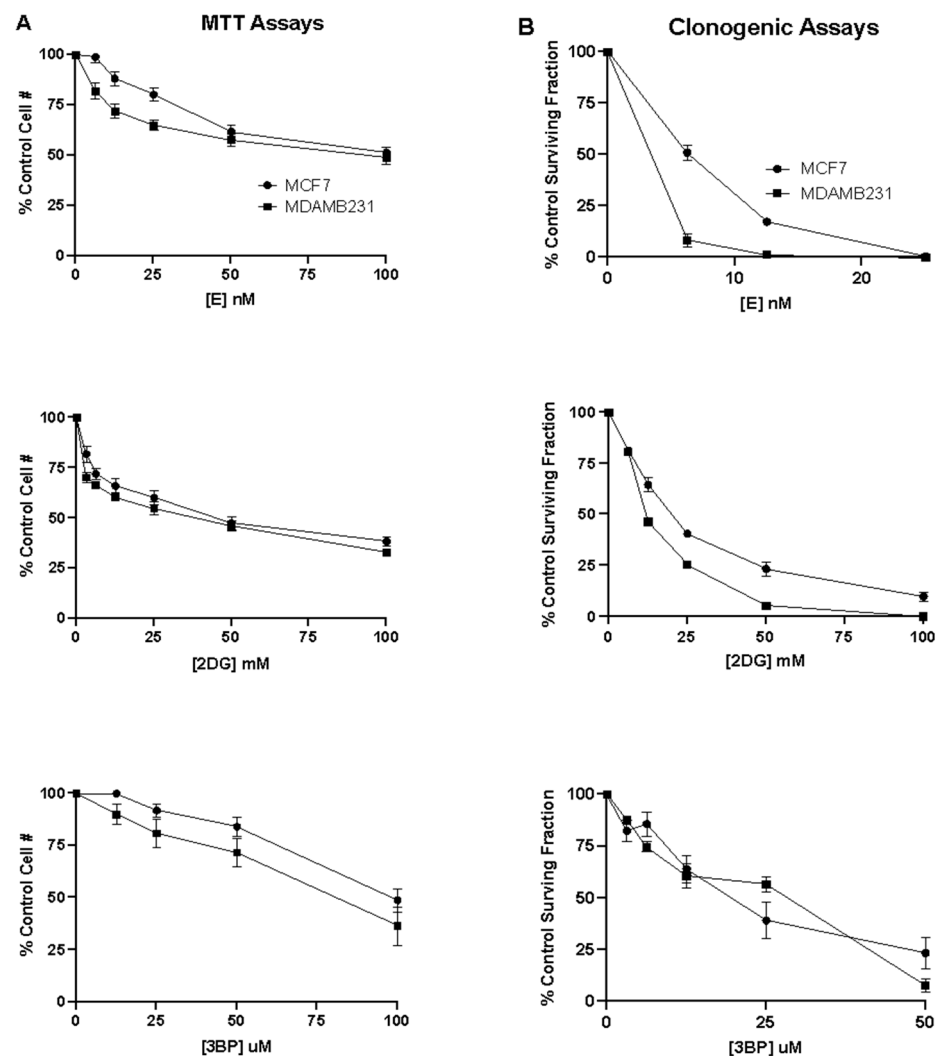 A
MTT Assays
% Control Cell #
100
75
50
25
0
MCF7
MDAMB231
0 25 50 75 100
[E] nM
B
Clonogenic Assays
% Control Surviving Fraction
100
75
50
25
0
MCF7
MDAMB231
0 10 20
[E] nM
% Control Cell #
100
75
50
25
0
0 25 50 75 100
[2DG] mM
% Control Surviving Fraction
100
75
50
25
0
0 25 50 75 100
[2DG] mM
% Control Cell #
100
75
50
25
0
0 25 50 75 100
[3BP] uM
% Control Surviving Fraction
100
75
50
25
0
0 25 50
[3BP] uM